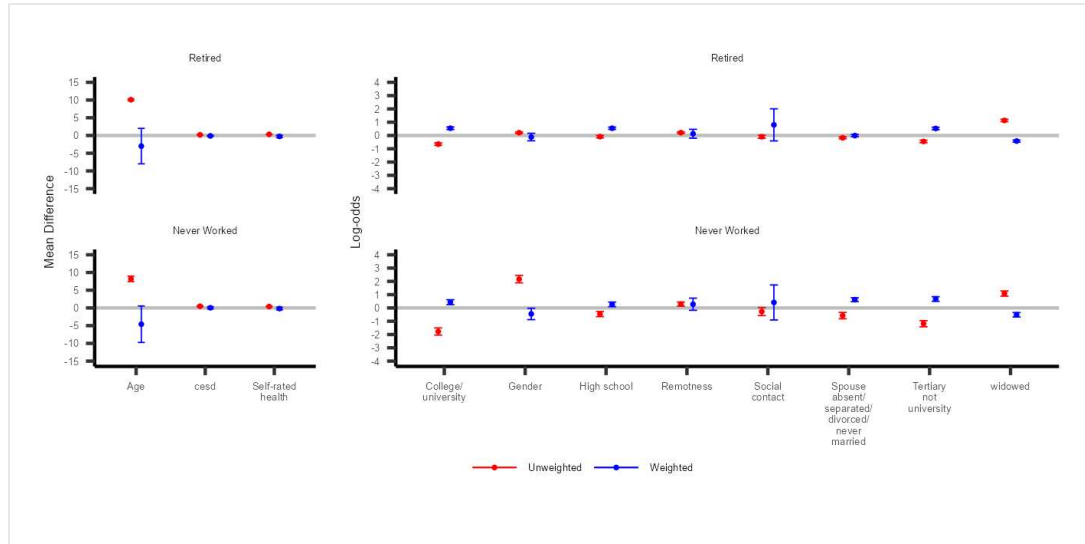 Retired
Retired
15
10
5
0
-5
-10
-15
4
3
2
1
0
-1
-2
-3
-4
Mean Difference
Log-odds
Never Worked
Never Worked
15
10
5
0
-5
-10
-15
4
3
2
1
0
-1
-2
-3
-4
Age
cesd
Self-rated
health
College/
university
Gender
High school
Remotness
Social
contact
Spouse
absent/
separated/
divorced/
never
married
Tertiary
not
university
widowed
Unweighted
Weighted